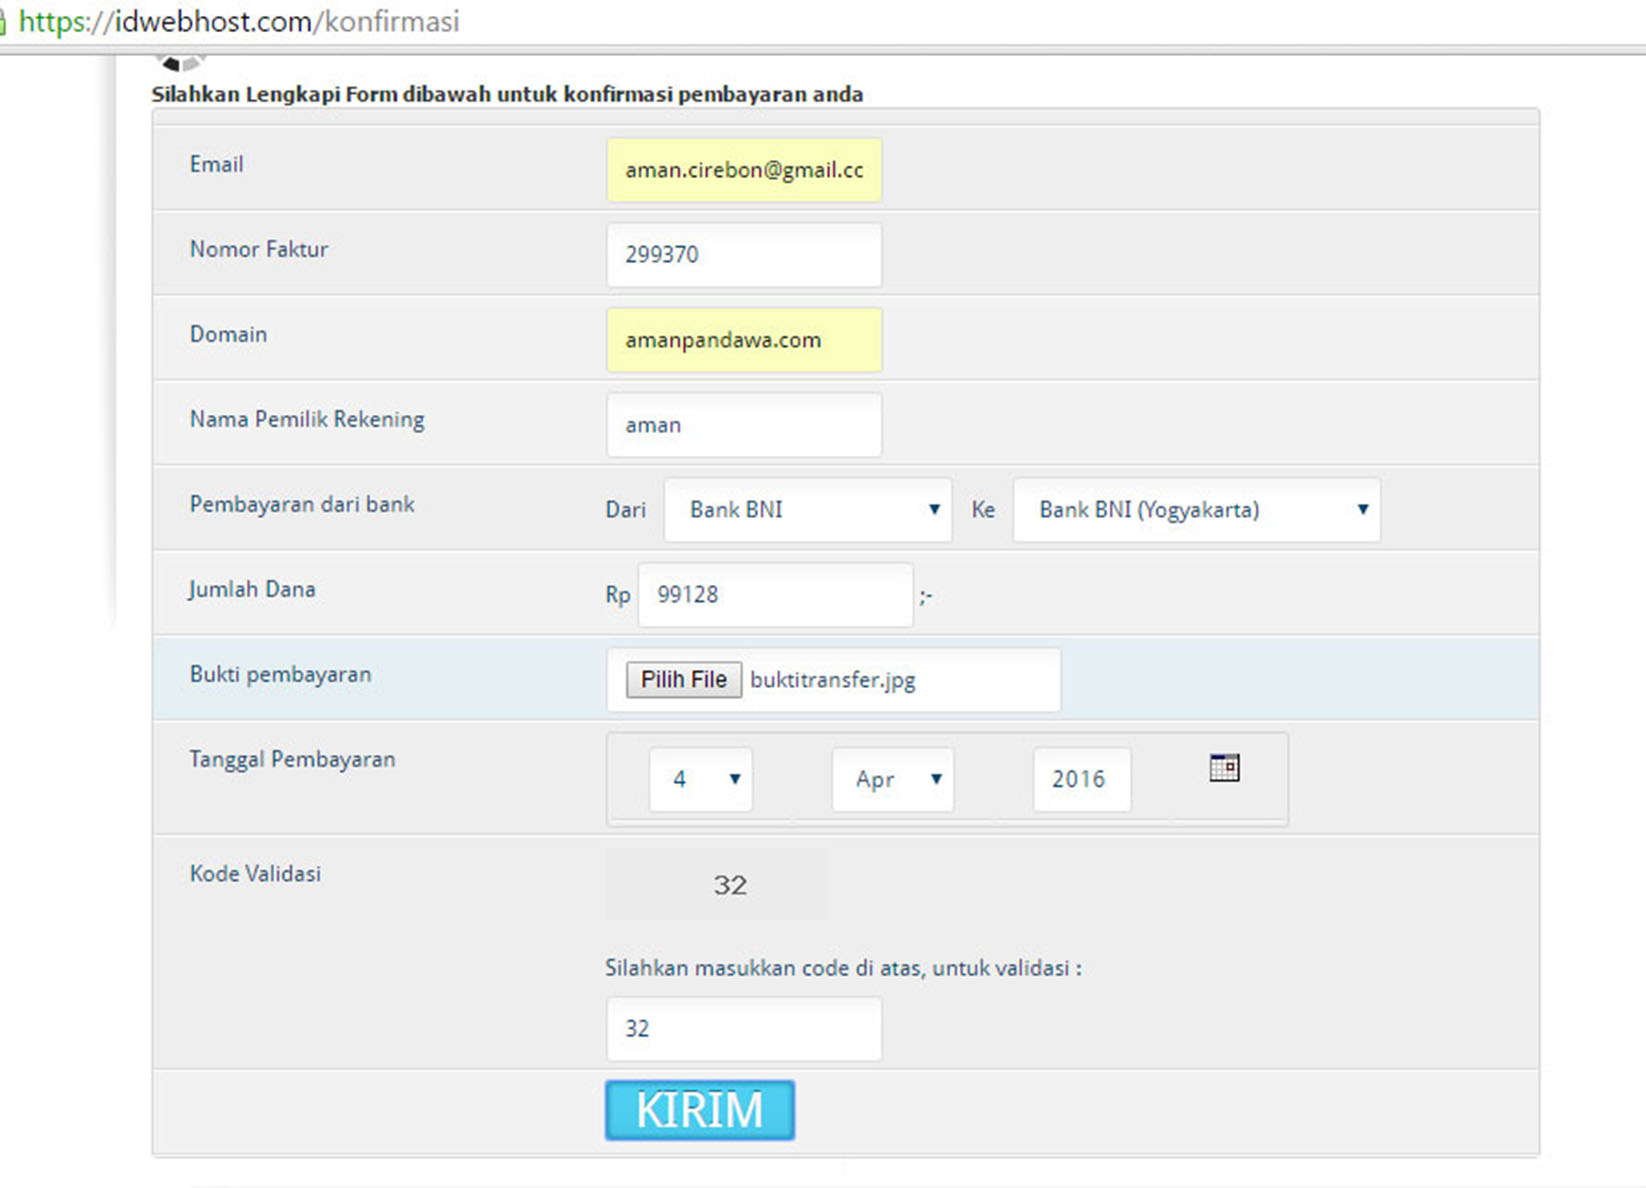 https://idwebhost.com/konfirmasi
Silahkan Lengkapi Form dibawah untuk konfirmasi pembayaran anda
Email aman.cirebon@gmail.cc
Nomor Faktur 299370
Domain amanpandawa.com
Nama Pemilik Rekening aman
Pembayaran dari bank Dari Bank BNI Ke Bank BNI (Yogyakarta)
Jumlah Dana Rp 99128 ;-
Bukti pembayaran Pilih File buktitransfer.jpg
Tanggal Pembayaran 4 Apr 2016
Kode Validasi 32
Silahkan masukkan code di atas, untuk validasi :
32
KIRIM